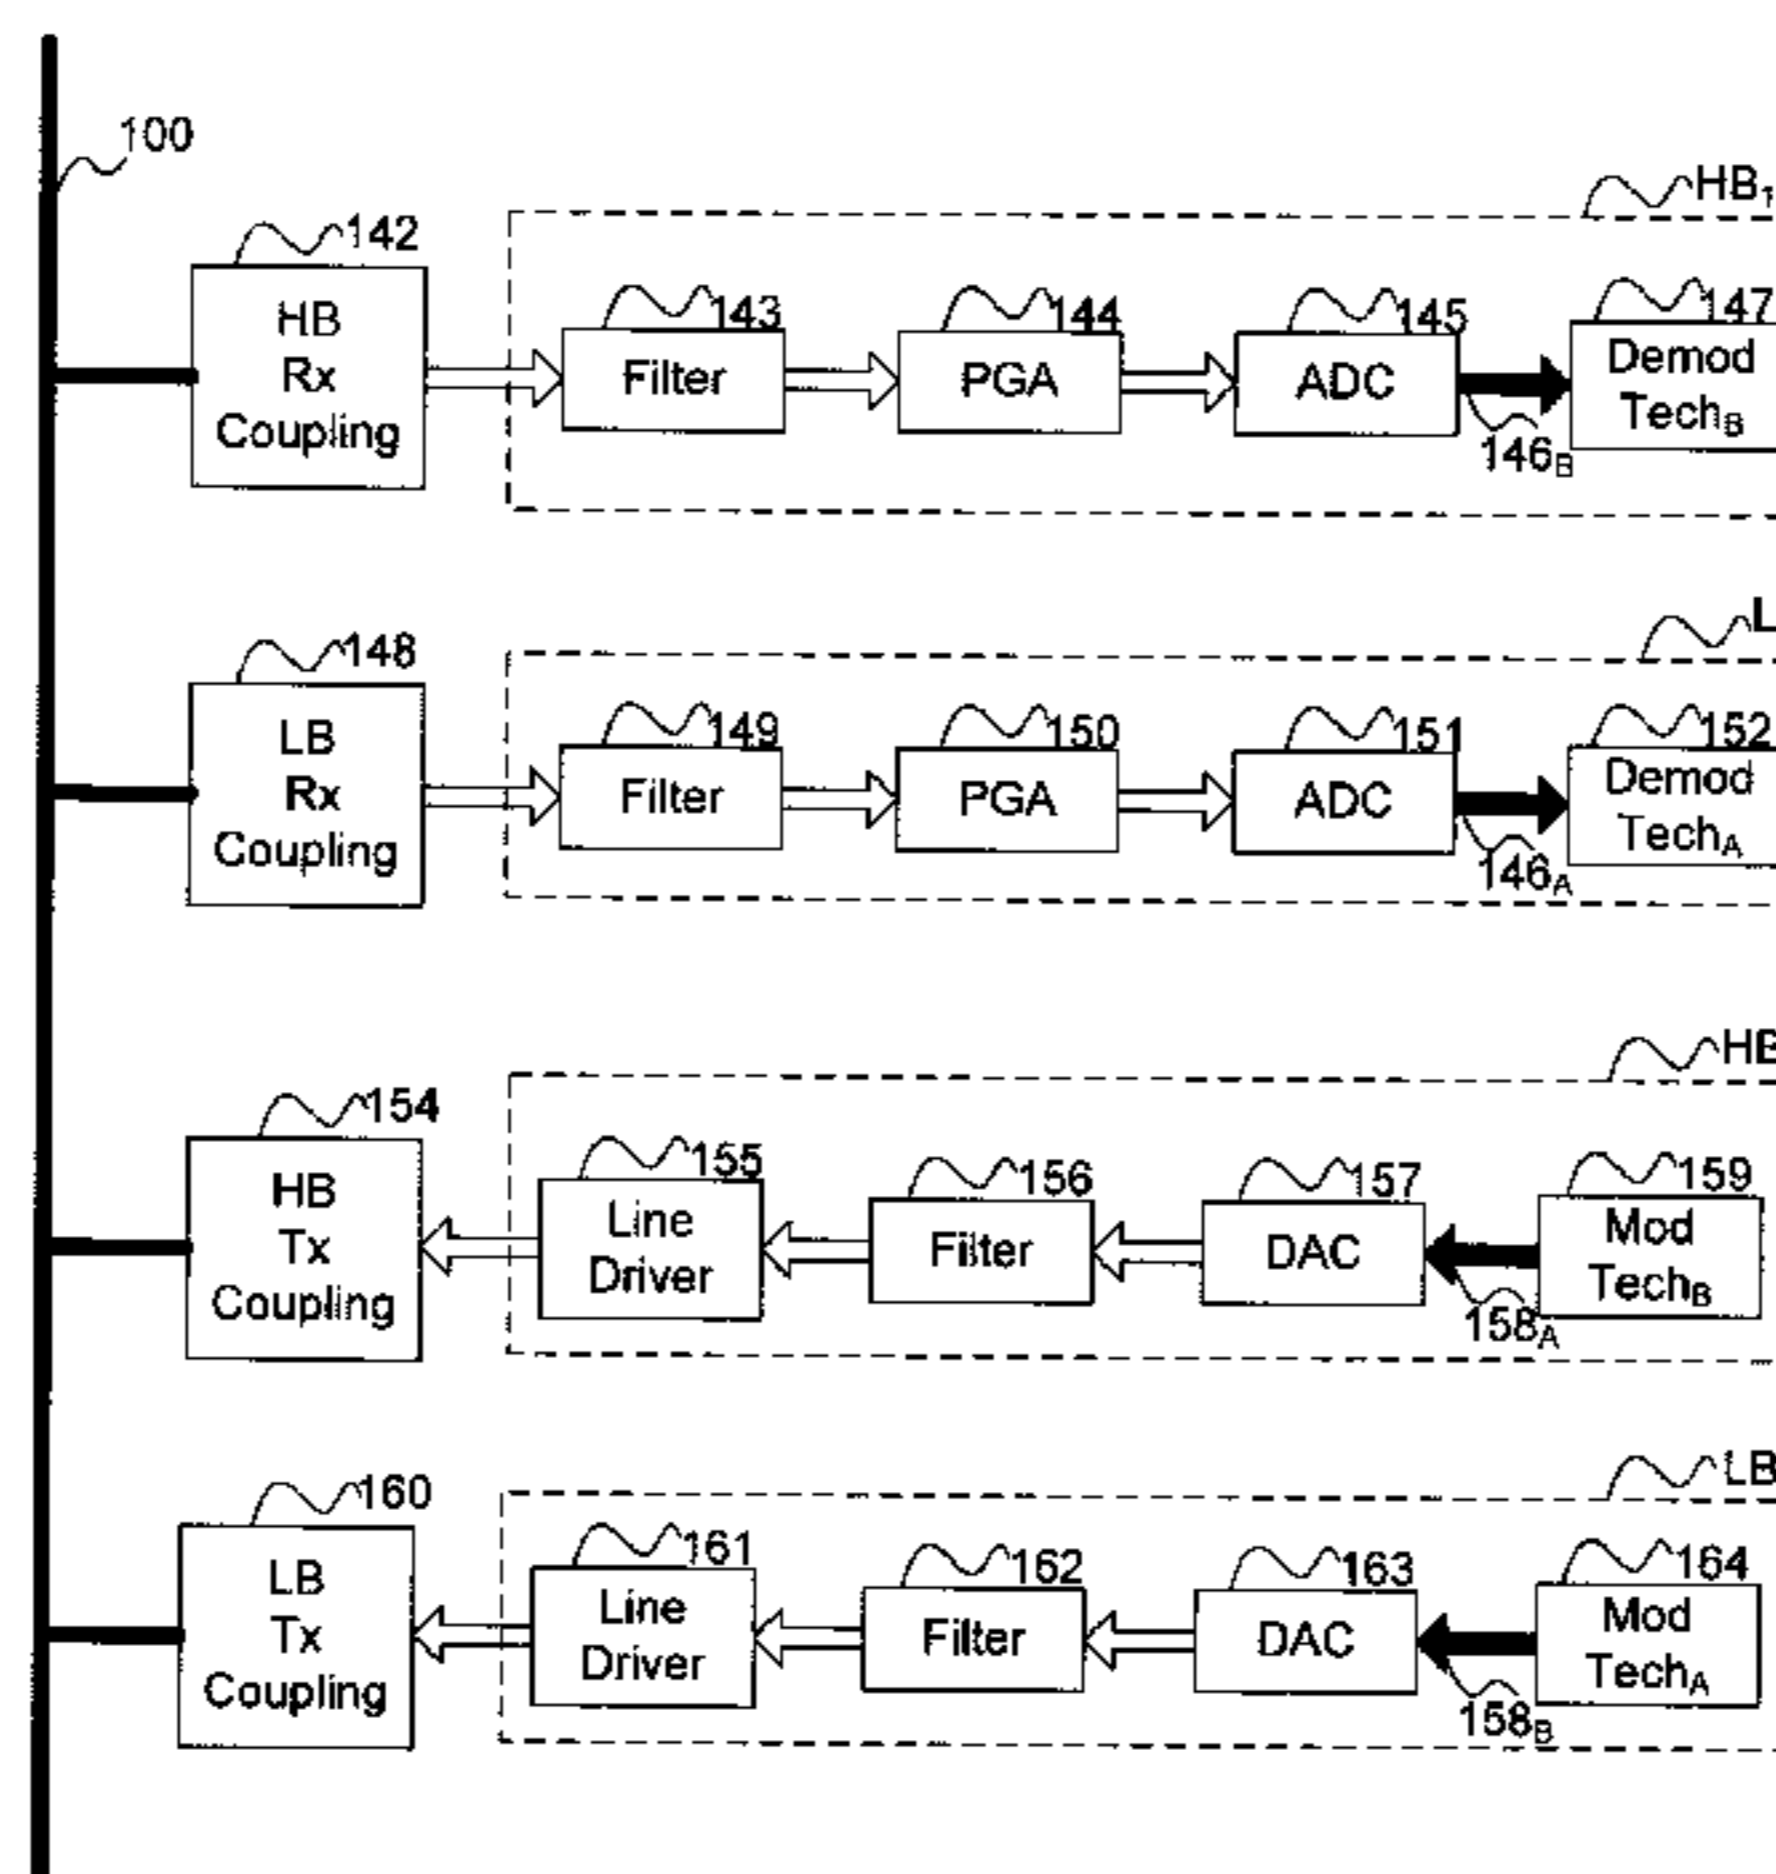 100
HB₁
142
HB
Rx
Coupling
143
Filter
144
PGA
145
ADC
146B
147
Demod
TechB
L
148
LB
Rx
Coupling
149
Filter
150
PGA
151
ADC
146A
152
Demod
TechA
HB
154
HB
Tx
Coupling
155
Line
Driver
156
Filter
157
DAC
158A
159
Mod
TechB
LB
160
LB
Tx
Coupling
161
Line
Driver
162
Filter
163
DAC
158B
164
Mod
TechA